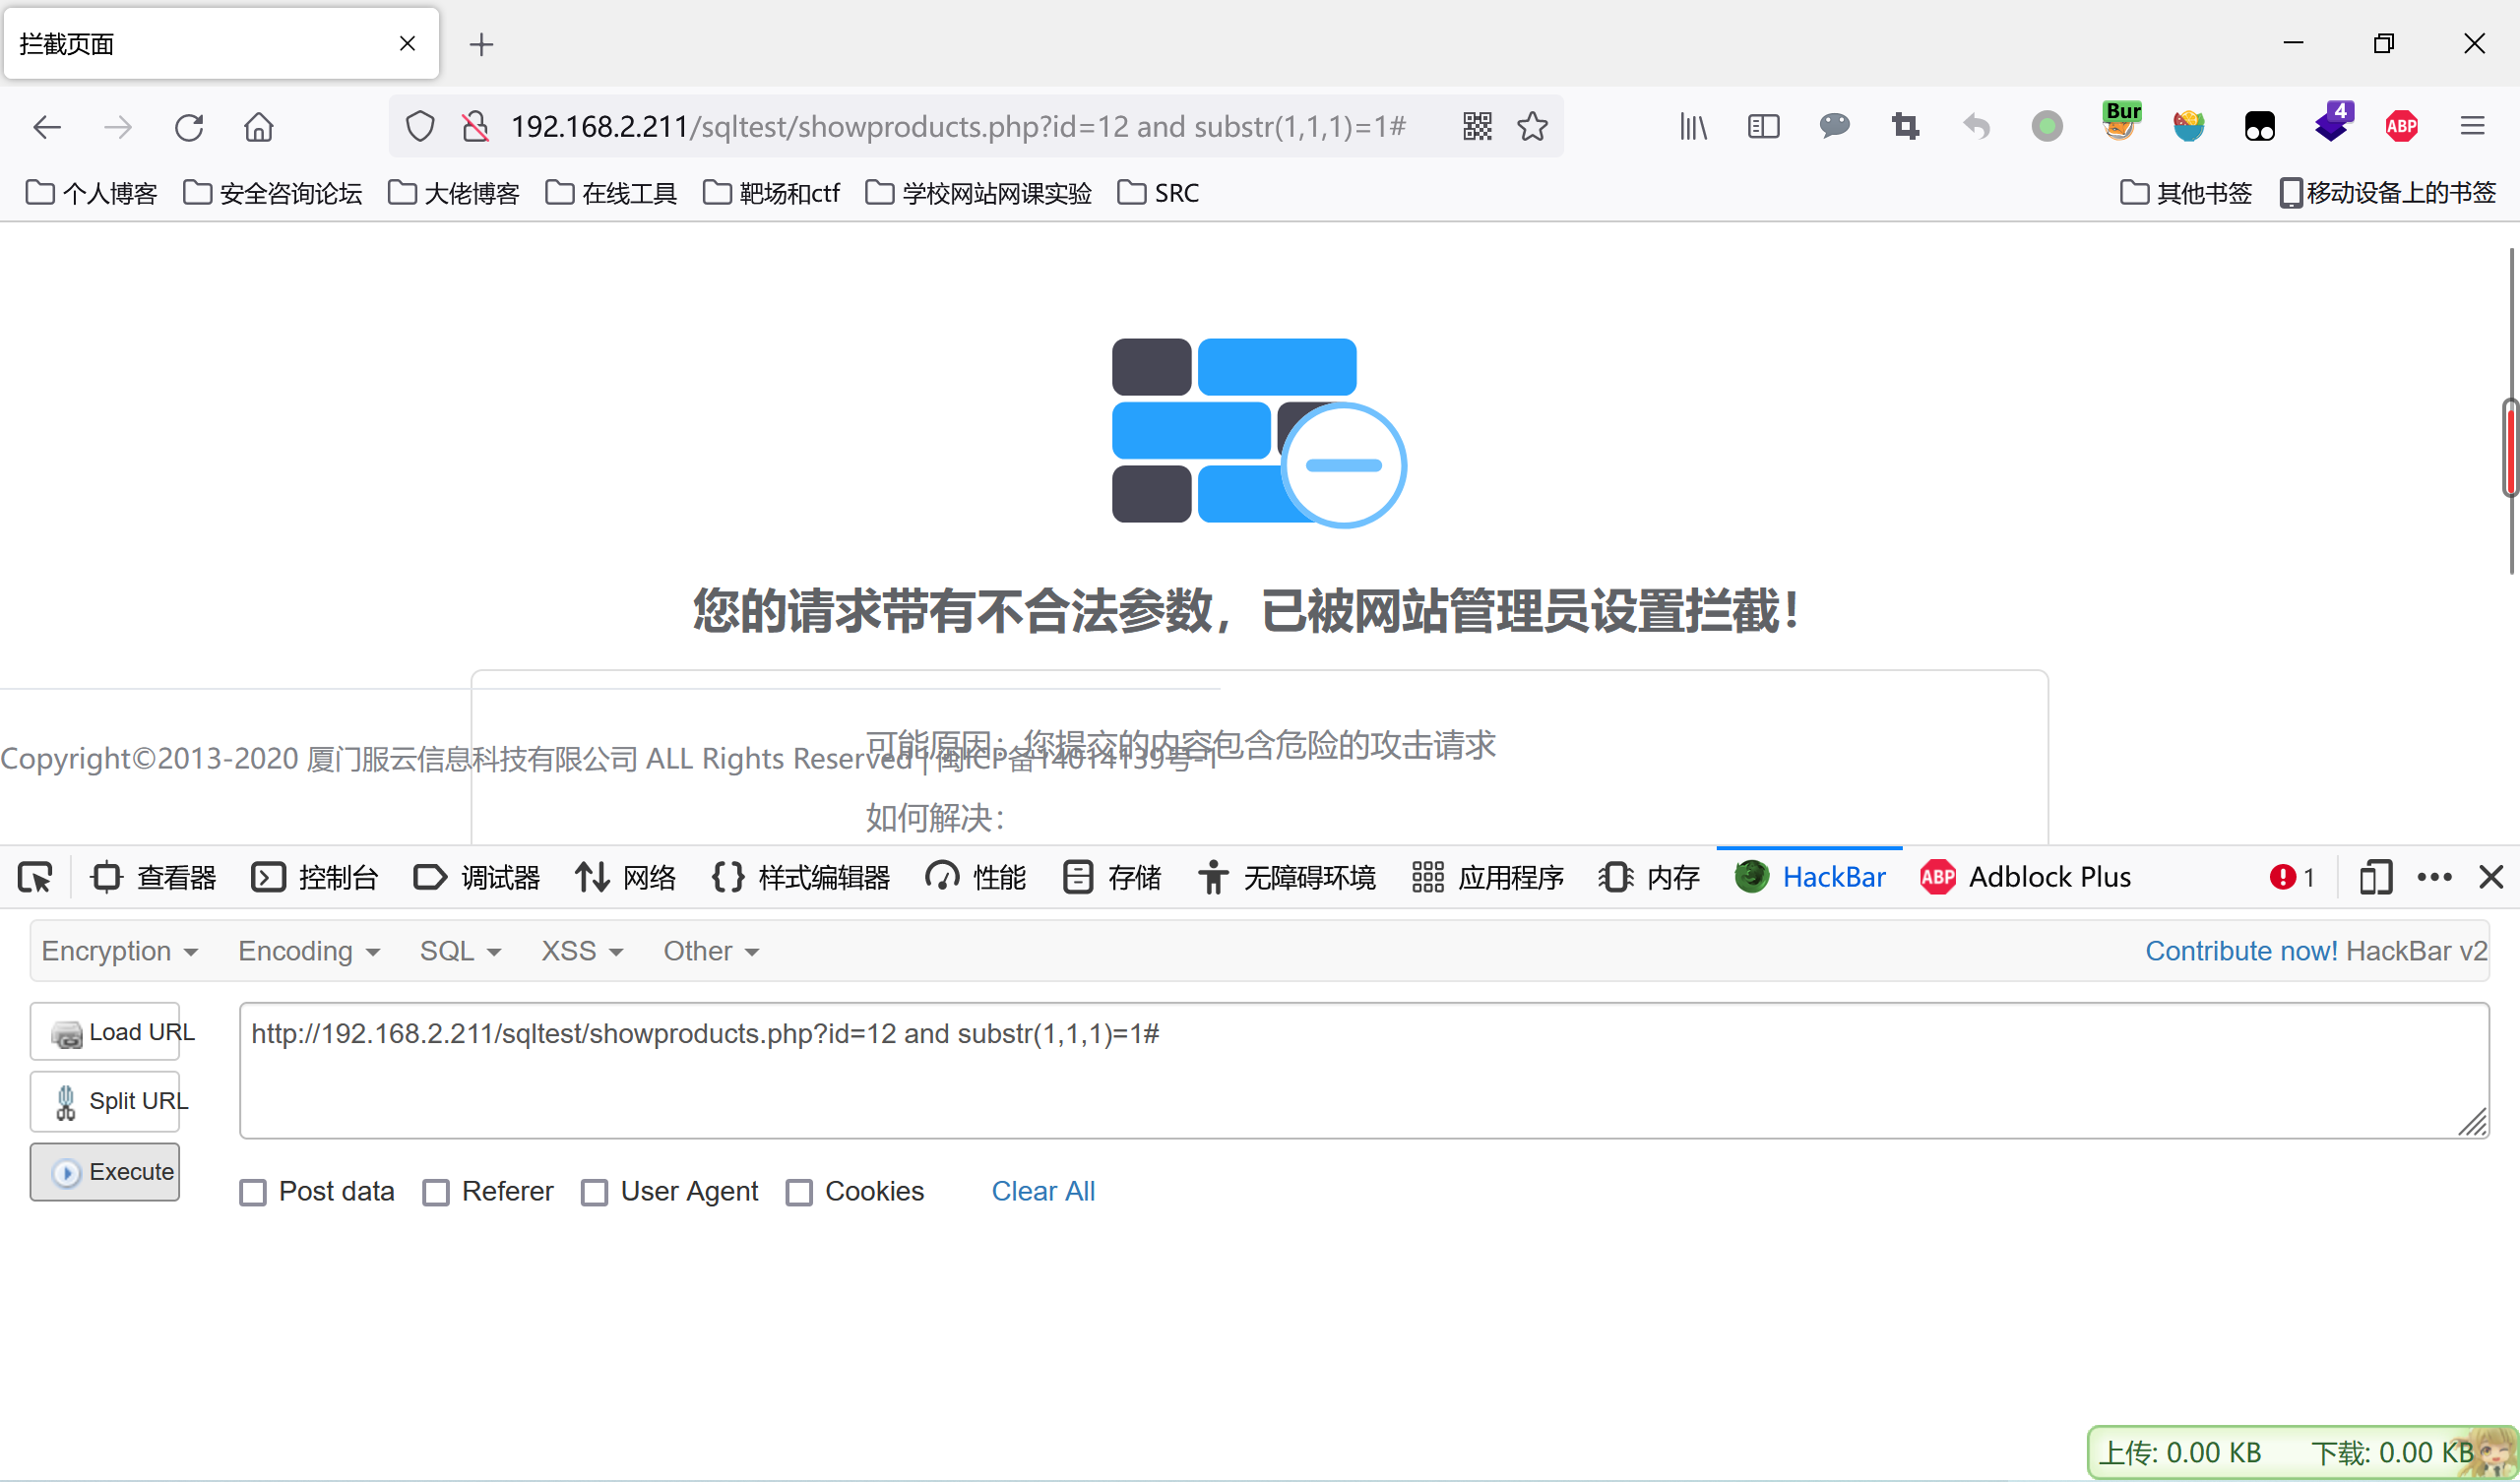 拦截页面
192.168.2.211/sqltest/showproducts.php?id=12 and substr(1,1,1)=1#
Bur
4
ABP
个人博客 安全咨询论坛 大佬博客 在线工具 靶场和ctf 学校网站网课实验 SRC 其他书签 移动设备上的书签
您的请求带有不合法参数，已被网站管理员设置拦截！
可能原因：您提交的内容包含危险的攻击请求
Copyright©2013-2020 厦门服云信息科技有限公司 ALL Rights Reserved | 闽ICP备14014139号-1
如何解决：
查看器 控制台 调试器 网络 样式编辑器 性能 存储 无障碍环境 应用程序 内存 HackBar ABP Adblock Plus 1
Encryption Encoding SQL XSS Other Contribute now! HackBar v2
Load URL http://192.168.2.211/sqltest/showproducts.php?id=12 and substr(1,1,1)=1#
Split URL
Execute
Post data Referer User Agent Cookies Clear All
上传: 0.00 KB 下载: 0.00 KB